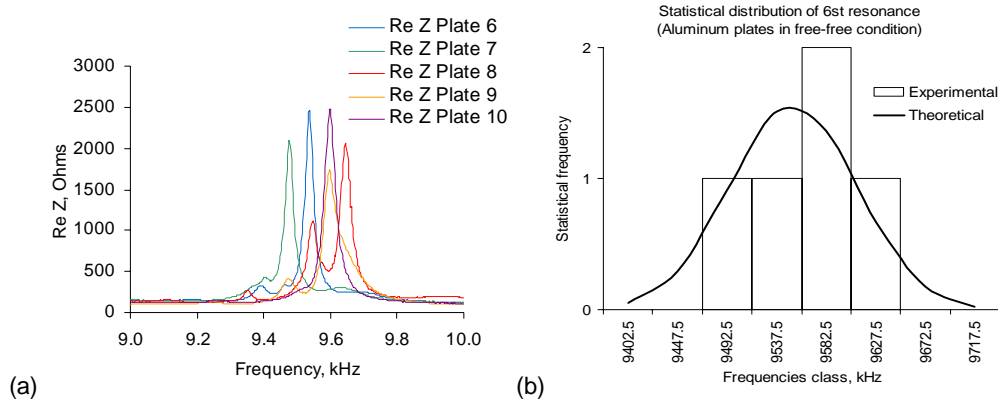 Re Z Plate 6
Re Z Plate 7
Re Z Plate 8
Re Z Plate 9
Re Z Plate 10
Re Z, Ohms
3000
2500
2000
1500
1000
500
0
9.0 9.2 9.4 9.6 9.8 10.0
Frequency, kHz
(a)
Statistical distribution of 6st resonance
(Aluminum plates in free-free condition)
Statistical frequency
2
1
0
Experimental
Theoretical
9402.5 9447.5 9492.5 9537.5 9582.5 9627.5 9672.5 9717.5
Frequencies class, kHz
(b)